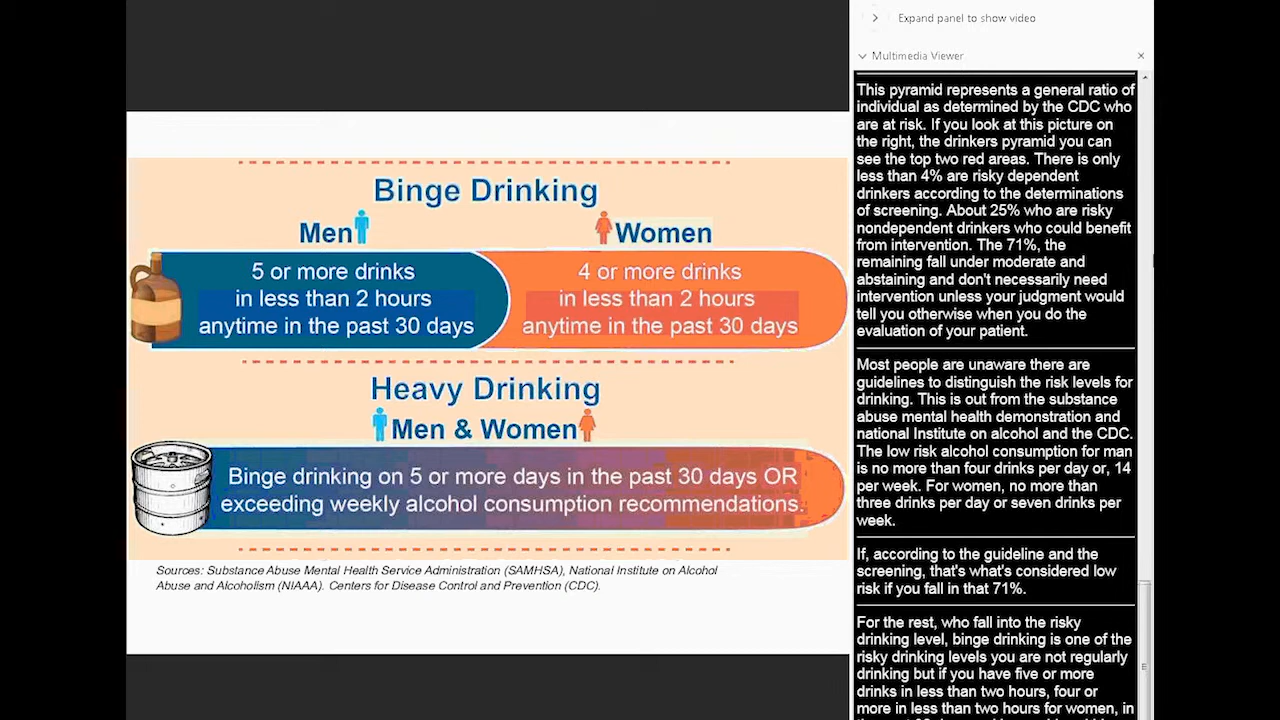 Expand panel to show video
Multimedia Viewer
Binge Drinking
Men
Women
5 or more drinks
in less than 2 hours
anytime in the past 30 days
4 or more drinks
in less than 2 hours
anytime in the past 30 days
Heavy Drinking
Men & Women
Binge drinking on 5 or more days in the past 30 days OR
exceeding weekly alcohol consumption recommendations.
Sources: Substance Abuse Mental Health Service Administration (SAMHSA), National Institute on Alcohol
Abuse and Alcoholism (NIAAA). Centers for Disease Control and Prevention (CDC).
This pyramid represents a general ratio of
individual as determined by the CDC who
are at risk. If you look at this picture on
the right, the drinkers pyramid you can
see the top two red areas. There is only
less than 4% are risky dependent
drinkers according to the determinations
of screening. About 25% who are risky
nondependent drinkers who could benefit
from intervention. The 71%, the
remaining fall under moderate and
abstaining and don't necessarily need
intervention unless your judgment would
tell you otherwise when you do the
evaluation of your patient.
Most people are unaware there are
guidelines to distinguish the risk levels for
drinking. This is out from the substance
abuse mental health demonstration and
national Institute on alcohol and the CDC.
The low risk alcohol consumption for man
is no more than four drinks per day or, 14
per week. For women, no more than
three drinks per day or seven drinks per
week.
If, according to the guideline and the
screening, that's what's considered low
risk if you fall in that 71%.
For the rest, who fall into the risky
drinking level, binge drinking is one of the
risky drinking levels you are not regularly
drinking but if you have five or more
drinks in less than two hours, four or
more in less than two hours for women, in